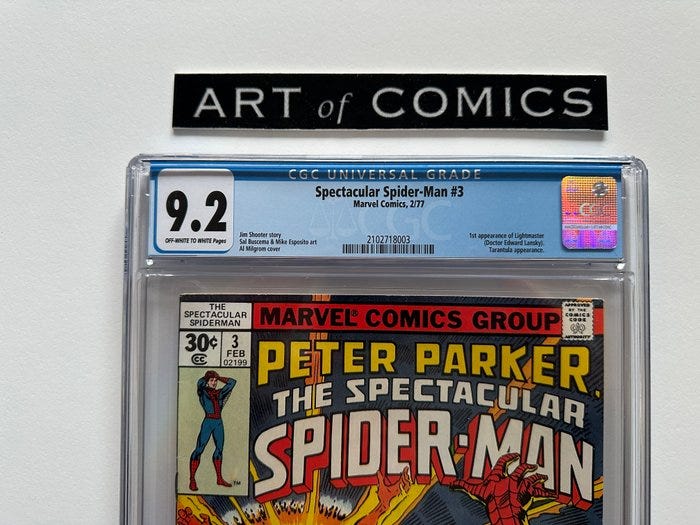 ART of COMICS
CGC UNIVERSAL GRADE
9.2
OFF-WHITE TO WHITE Pages
Spectacular Spider-Man #3
Marvel Comics, 2/77
Jim Shooter story
Sal Buscema & Mike Esposito art
Al Milgrom cover
2102718003
1st appearance of Lightmaster
(Doctor Edward Lansky).
Tarantula appearance.
CGC
THE
SPECTACULAR
SPIDERMAN
MARVEL® COMICS GROUP
APPROVED
BY THE
COMICS
CODE
AUTHORITY
30¢
CC
3
FEB
02199
PETER PARKER,
THE SPECTACULAR
SPIDER-MAN
TM